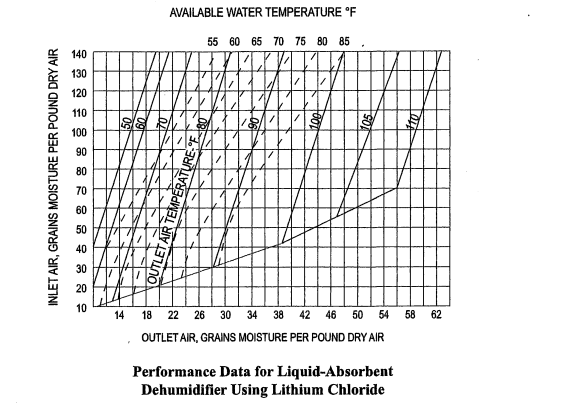 AVAILABLE WATER TEMPERATURE °F
55 60 65 70 75 80 85
INLET AIR, GRAINS MOISTURE PER POUND DRY AIR
140
130
120
110
100
90
80
70
60
50
40
30
20
10
50 60 70 80 90 100 105 110
OUTLET AIR TEMPERATURE-°F
14 18 22 26 30 34 38 42 46 50 54 58 62
OUTLET AIR, GRAINS MOISTURE PER POUND DRY AIR
Performance Data for Liquid-Absorbent
Dehumidifier Using Lithium Chloride